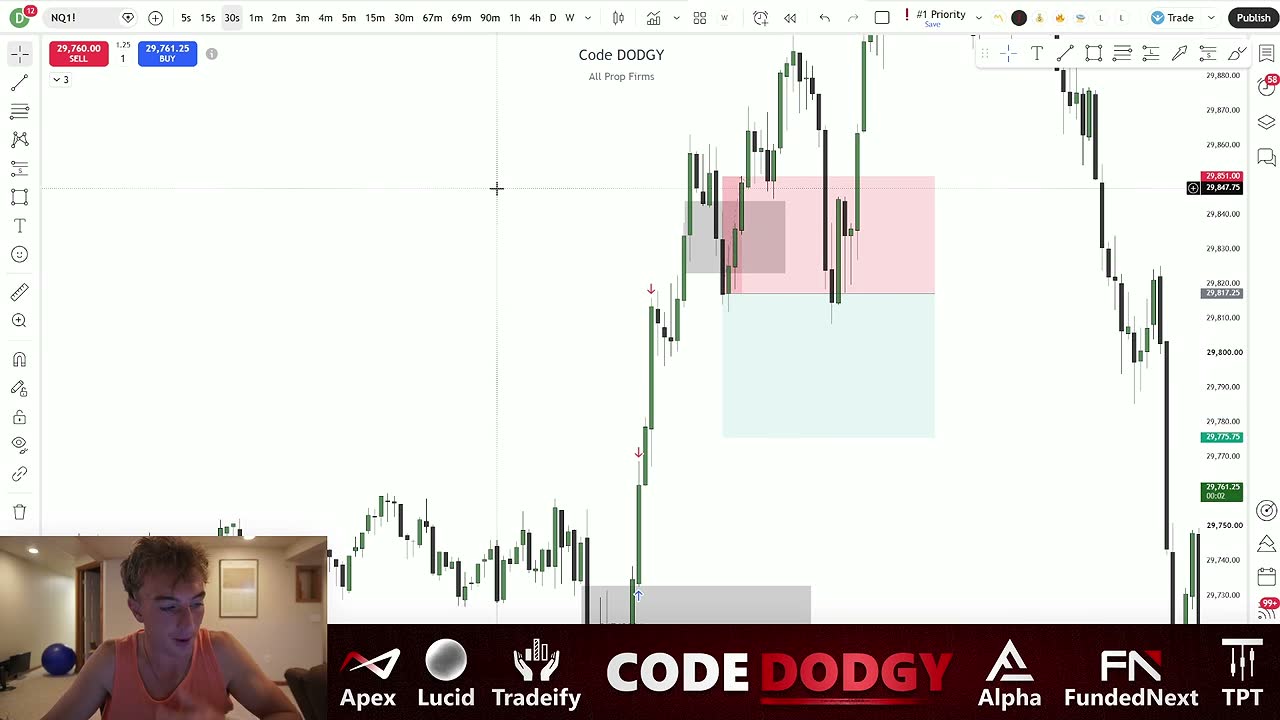 D
12
NQ1!
5s 15s 30s 1m 2m 3m 4m 5m 15m 30m 67m 69m 90m 1h 4h D W
W
#1 Priority
Save
L
L
Trade
Publish
29,760.00
SELL
1.25
1
29,761.25
BUY
3
Code DODGY
All Prop Firms
29,880.00
29,870.00
29,860.00
29,851.00
29,847.75
29,840.00
29,830.00
29,820.00
29,817.25
29,810.00
29,800.00
29,790.00
29,780.00
29,775.75
29,770.00
29,761.25
00:02
29,750.00
29,740.00
29,730.00
58
99+
Apex
Lucid
Tradeify
CODE DODGY
Alpha
FN
FundedNext
TPT